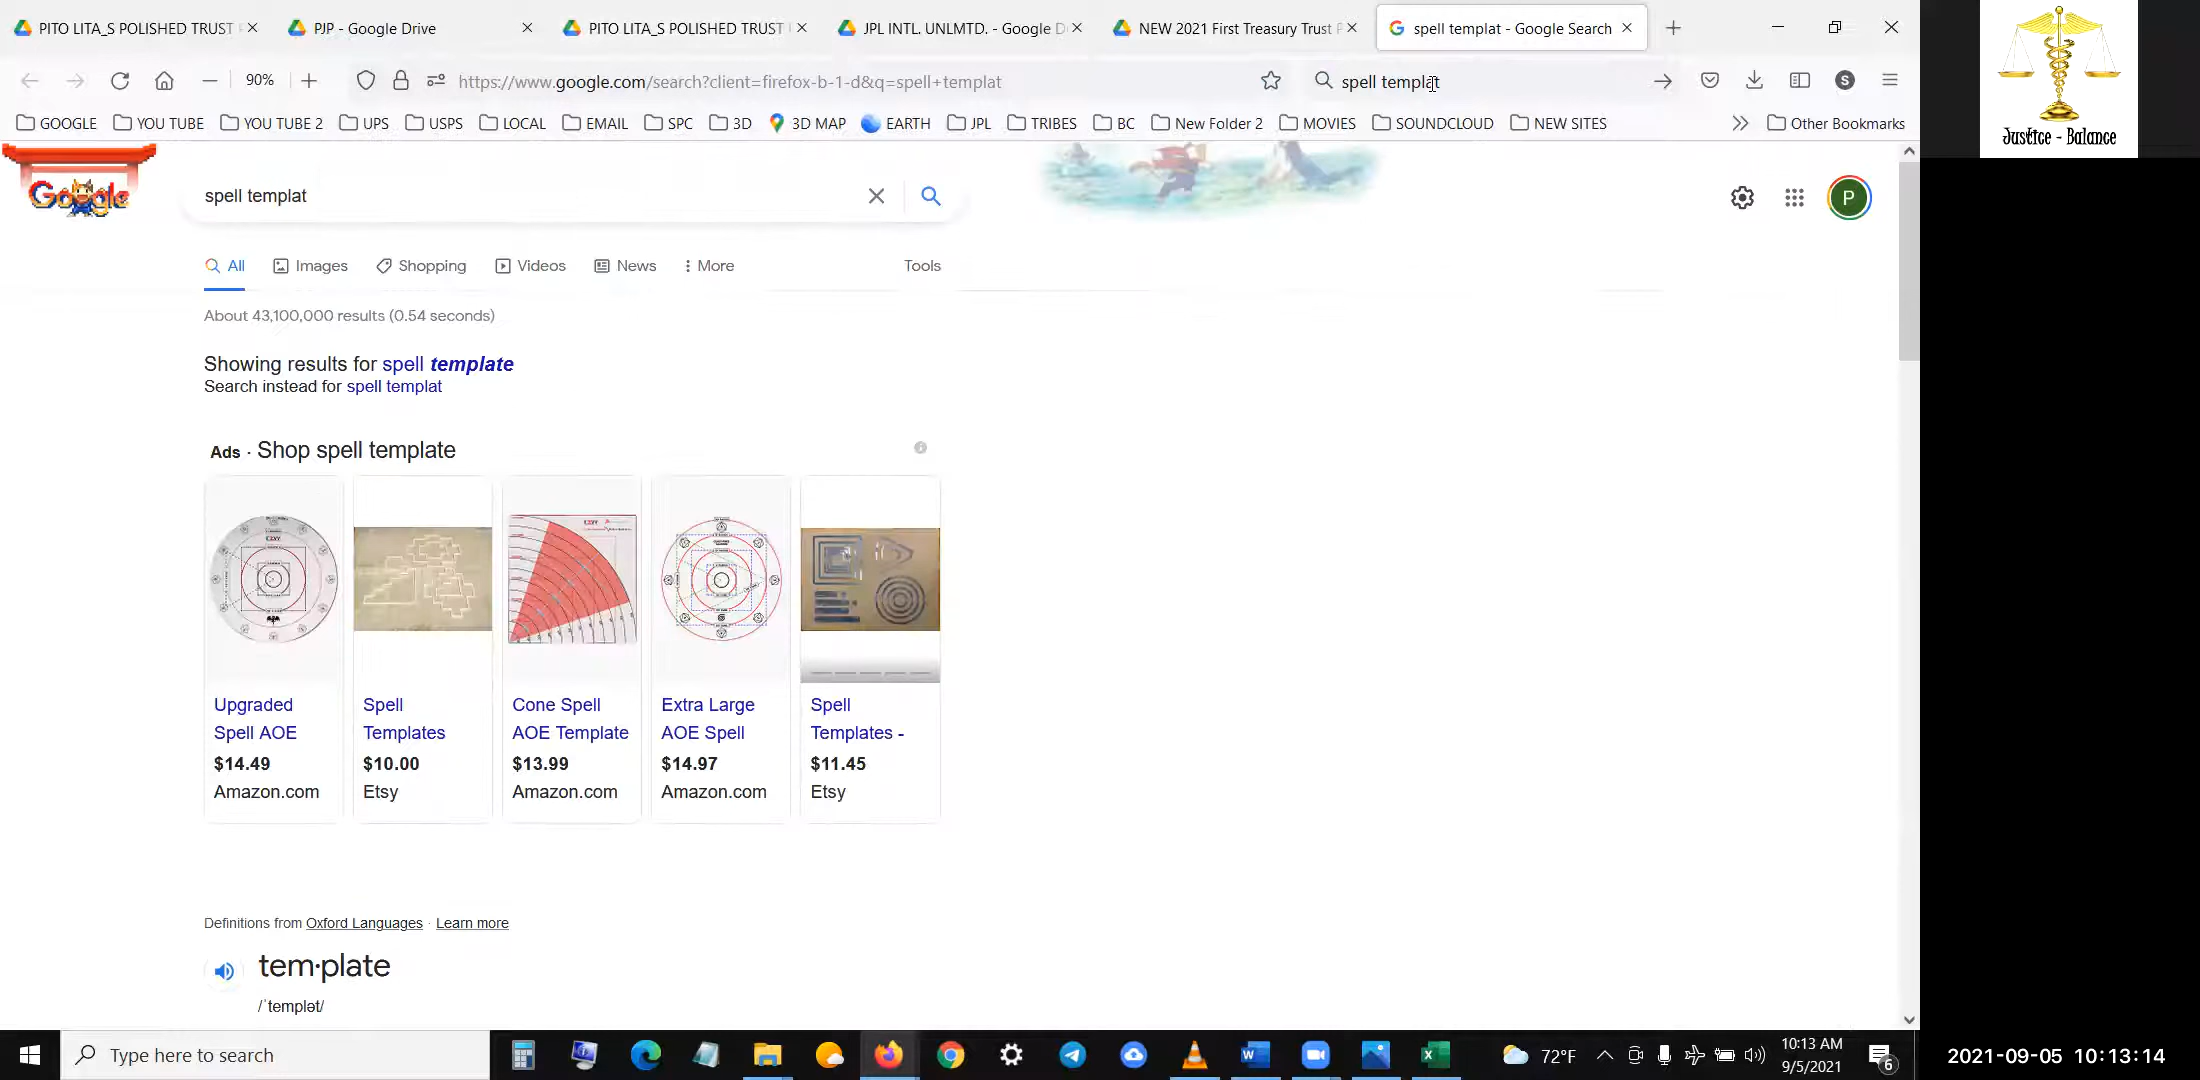 PITO LITA_S POLISHED TRUST
PJP - Google Drive
PITO LITA_S POLISHED TRUST
JPL INTL. UNLMTD. - Google D
NEW 2021 First Treasury Trust F
spell templat - Google Search
90%
https://www.google.com/search?client=firefox-b-1-d&q=spell+templat
spell templat
S
GOOGLE
YOU TUBE
YOU TUBE 2
UPS
USPS
LOCAL
EMAIL
SPC
3D
3D MAP
EARTH
JPL
TRIBES
BC
New Folder 2
MOVIES
SOUNDCLOUD
NEW SITES
Other Bookmarks
Justice - Balance
Google
spell templat
P
All
Images
Shopping
Videos
News
More
Tools
About 43,100,000 results (0.54 seconds)
Showing results for spell template
Search instead for spell templat
Ads · Shop spell template
Upgraded
Spell AOE
$14.49
Amazon.com
Spell
Templates
$10.00
Etsy
Cone Spell
AOE Template
$13.99
Amazon.com
Extra Large
AOE Spell
$14.97
Amazon.com
Spell
Templates -
$11.45
Etsy
Definitions from Oxford Languages · Learn more
tem·plate
/ˈtemplət/
Type here to search
72°F
10:13 AM
9/5/2021
6
2021-09-05 10:13:14